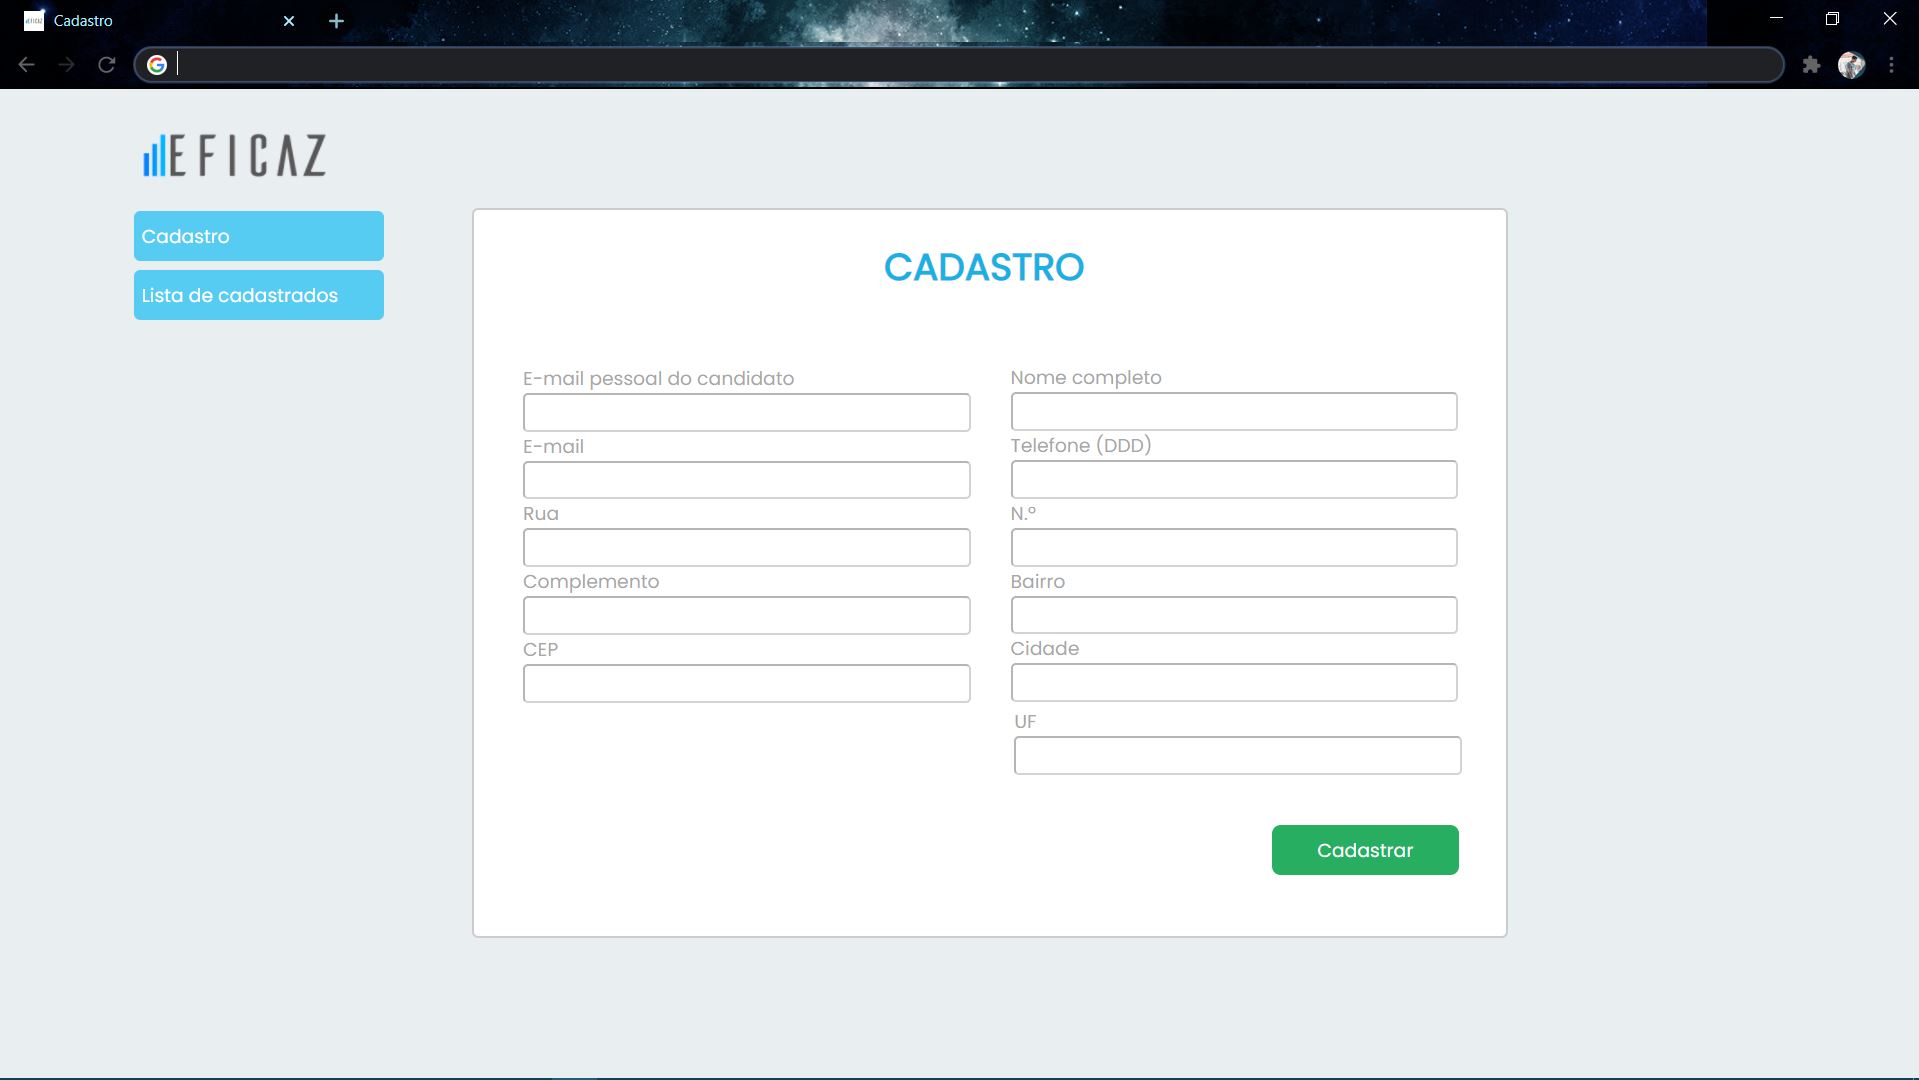 Cadastro
EFICAZ
Cadastro
Lista de cadastrados
CADASTRO
E-mail pessoal do candidato
Nome completo
E-mail
Telefone (DDD)
Rua
N.º
Complemento
Bairro
CEP
Cidade
UF
Cadastrar